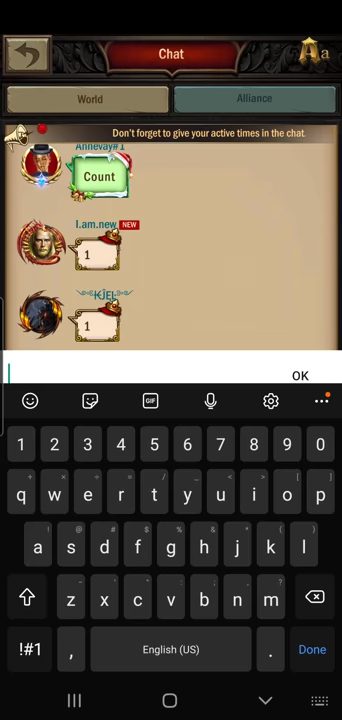 Chat
Aa
World
Alliance
Don't forget to give your active times in the chat
Annevay#1
Count
I.am.new NEW
1
1
OK
GIF
1 2 3 4 5 6 7 8 9 0
+ × ÷ = / _ < > [ ]
q w e r t y u i o p
! @ # $ % & * ( )
a s d f g h j k l
- ' " : ; , ?
z x c v b n m
!#1 , English (US) . Done